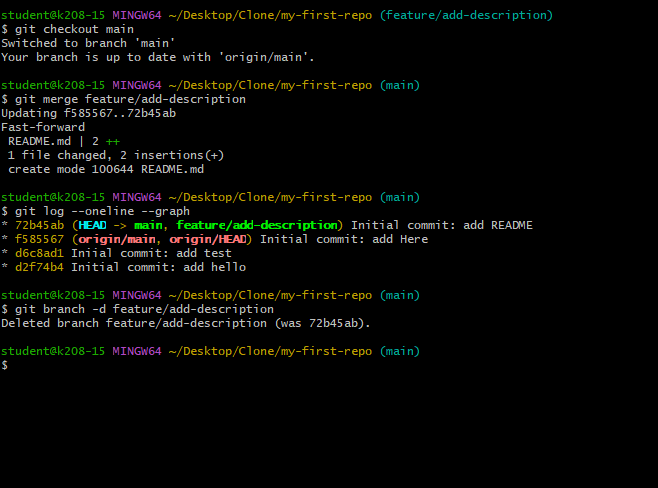 student@k208-15 MINGW64 ~/Desktop/Clone/my-first-repo (feature/add-description)
$ git checkout main
Switched to branch 'main'
Your branch is up to date with 'origin/main'.
student@k208-15 MINGW64 ~/Desktop/Clone/my-first-repo (main)
$ git merge feature/add-description
Updating f585567..72b45ab
Fast-forward
 README.md | 2 ++
 1 file changed, 2 insertions(+)
 create mode 100644 README.md
student@k208-15 MINGW64 ~/Desktop/Clone/my-first-repo (main)
$ git log --oneline --graph
* 72b45ab (HEAD -> main, feature/add-description) Initial commit: add README
* f585567 (origin/main, origin/HEAD) Initial commit: add Here
* d6c8ad1 Iniial commit: add test
* d2f74b4 Initial commit: add hello
student@k208-15 MINGW64 ~/Desktop/Clone/my-first-repo (main)
$ git branch -d feature/add-description
Deleted branch feature/add-description (was 72b45ab).
student@k208-15 MINGW64 ~/Desktop/Clone/my-first-repo (main)
$